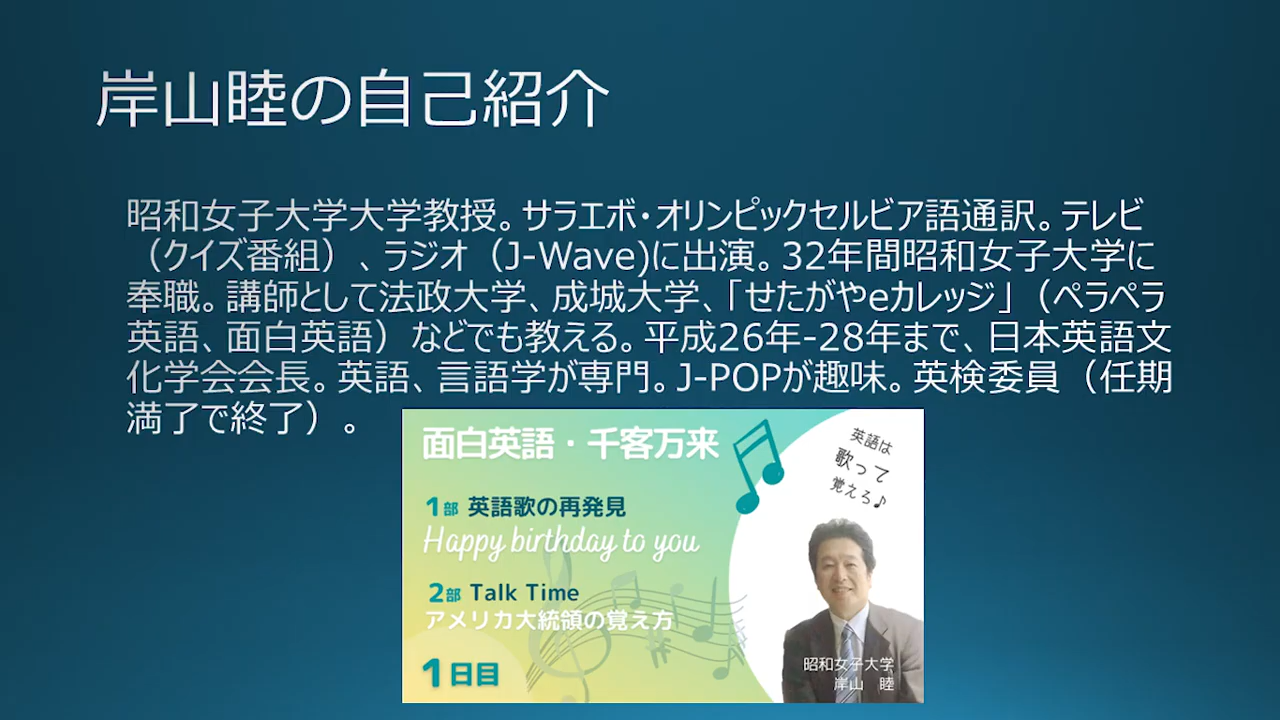 岸山睦の自己紹介
昭和女子大学大学教授。サラエボ・オリンピックセルビア語通訳。テレビ
（クイズ番組）、ラジオ（J-Wave)に出演。32年間昭和女子大学に
奉職。講師として法政大学、成城大学、「せたがやeカレッジ」（ペラペラ
英語、面白英語）などでも教える。平成26年-28年まで、日本英語文
化学会会長。英語、言語学が専門。J-POPが趣味。英検委員（任期
満了で終了）。
面白英語・千客万来
英語は
歌って
覚えろ♪
1部 英語歌の再発見
Happy birthday to you
2部 Talk Time
アメリカ大統領の覚え方
1日目
昭和女子大学
岸山 睦